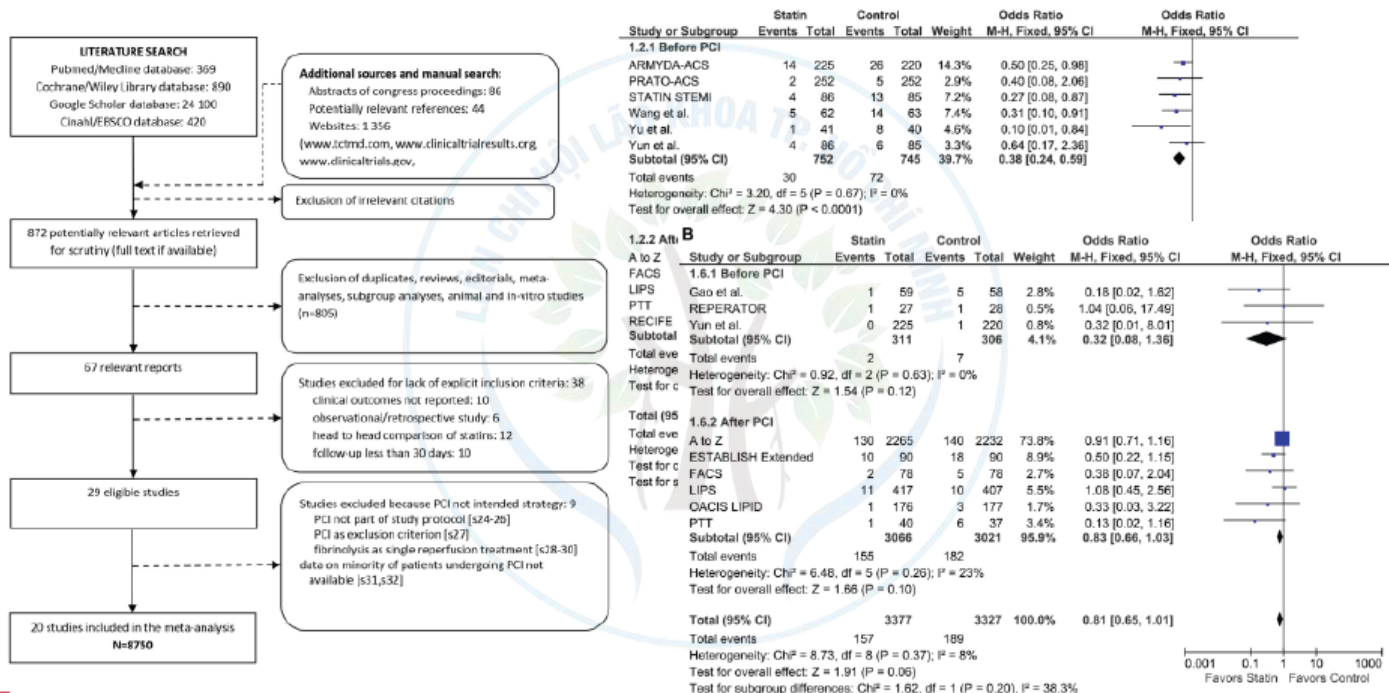 LITERATURE SEARCH
Pubmed/Medline database: 369
Cochrane/Wiley Library database: 890
Google Scholar database: 24 100
Cinahl/EBSCO database: 420
Additional sources and manual search:
Abstracts of congress proceedings: 86
Potentially relevant references: 44
Websites: 1 356
(www.tctmd.com, www.clinicaltrialresults.org,
www.clinicaltrials.gov,
Exclusion of irrelevant citations
872 potentially relevant articles retrieved
for scrutiny (full text if available)
Exclusion of duplicates, reviews, editorials, meta-
analyses, subgroup analyses, animal and in-vitro studies
(n=805)
67 relevant reports
Studies excluded for lack of explicit inclusion criteria: 38
clinical outcomes not reported: 10
observational/retrospective study: 6
head to head comparison of statins: 12
follow-up less than 30 days: 10
29 eligible studies
Studies excluded because PCI not intended strategy: 9
PCI not part of study protocol [s24-26]
PCI as exclusion criterion [s27]
fibrinolysis as single reperfusion treatment [s28-30]
data on minority of patients undergoing PCI not
available [s31,s32]
20 studies included in the meta-analysis
N=8750
Statin Control Odds Ratio Odds Ratio
Study or Subgroup Events Total Events Total Weight M-H, Fixed, 95% CI M-H, Fixed, 95% CI
1.2.1 Before PCI
ARMYDA-ACS 14 225 26 220 14.3% 0.50 [0.25, 0.98]
PRATO-ACS 2 252 5 252 2.9% 0.40 [0.08, 2.06]
STATIN STEMI 4 86 13 85 7.2% 0.27 [0.08, 0.87]
Wang et al. 5 62 14 63 7.4% 0.31 [0.10, 0.91]
Yu et al. 1 41 8 40 4.6% 0.10 [0.01, 0.84]
Yun et al. 4 86 6 85 3.3% 0.64 [0.17, 2.36]
Subtotal (95% CI) 752 745 39.7% 0.38 [0.24, 0.59]
Total events 30 72
Heterogeneity: Chi² = 3.20, df = 5 (P = 0.67); I² = 0%
Test for overall effect: Z = 4.30 (P < 0.0001)
1.2.2 Aft
A to Z
FACS
LIPS
PTT
RECIFE
Subtotal
Total eve
Heteroge
Test for c
Total (95
Total eve
Heteroge
Test for c
Test for s
B
Statin Control Odds Ratio Odds Ratio
Study or Subgroup Events Total Events Total Weight M-H, Fixed, 95% CI M-H, Fixed, 95% CI
1.6.1 Before PCI
Gao et al. 1 59 5 58 2.8% 0.18 [0.02, 1.62]
REPERATOR 1 27 1 28 0.5% 1.04 [0.06, 17.49]
Yun et al. 0 225 1 220 0.8% 0.32 [0.01, 8.01]
Subtotal (95% CI) 311 306 4.1% 0.32 [0.08, 1.36]
Total events 2 7
Heterogeneity: Chi² = 0.92, df = 2 (P = 0.63); I² = 0%
Test for overall effect: Z = 1.54 (P = 0.12)
1.6.2 After PCI
A to Z 130 2265 140 2232 73.8% 0.91 [0.71, 1.16]
ESTABLISH Extended 10 90 18 90 8.9% 0.50 [0.22, 1.15]
FACS 2 78 5 78 2.7% 0.38 [0.07, 2.04]
LIPS 11 417 10 407 5.5% 1.08 [0.45, 2.56]
OACIS LIPID 1 176 3 177 1.7% 0.33 [0.03, 3.22]
PTT 1 40 6 37 3.4% 0.13 [0.02, 1.16]
Subtotal (95% CI) 3066 3021 95.9% 0.83 [0.66, 1.03]
Total events 155 182
Heterogeneity: Chi² = 6.48, df = 5 (P = 0.26); I² = 23%
Test for overall effect: Z = 1.66 (P = 0.10)
Total (95% CI) 3377 3327 100.0% 0.81 [0.65, 1.01]
Total events 157 189
Heterogeneity: Chi² = 8.73, df = 8 (P = 0.37); I² = 8%
Test for overall effect: Z = 1.91 (P = 0.06)
Test for subgroup differences: Chi² = 1.62, df = 1 (P = 0.20), I² = 38.3%
0.001 0.1 1 10 1000
Favors Statin Favors Control
LIÊN CHI HỘI LÃO KHOA TP. HỒ CHÍ MINH